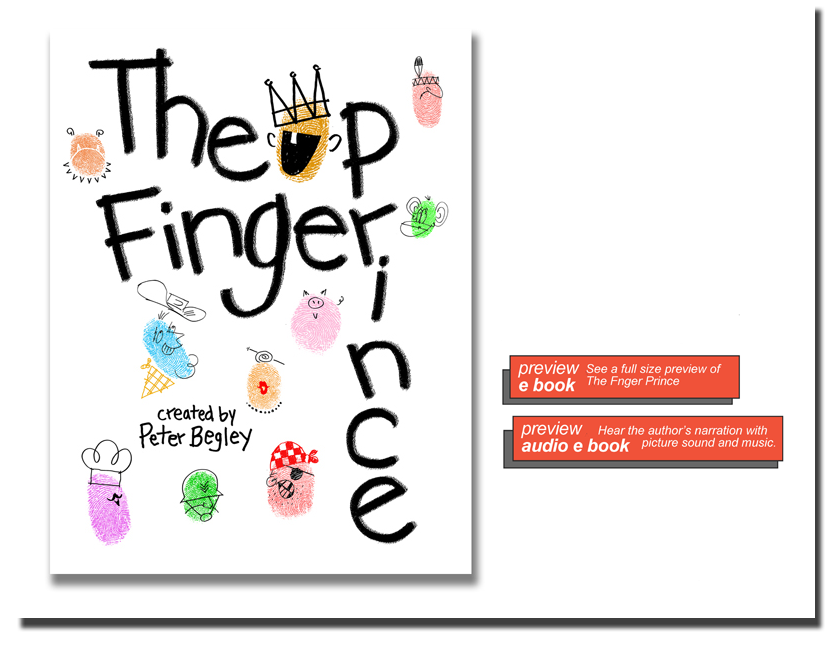 The
Finger
Prince
created by
Peter Begley
preview
e book
See a full size preview of
The Fnger Prince
preview
audio e book
Hear the author's narration with
picture sound and music.